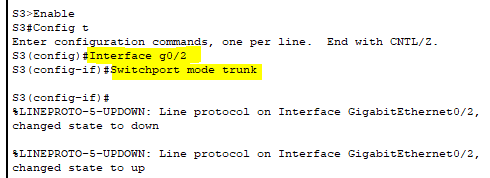 S3>Enable
S3#Config t
Enter configuration commands, one per line.  End with CNTL/Z.
S3(config)#Interface g0/2
S3(config-if)#Switchport mode trunk
S3(config-if)#
%LINEPROTO-5-UPDOWN: Line protocol on Interface GigabitEthernet0/2,
changed state to down
%LINEPROTO-5-UPDOWN: Line protocol on Interface GigabitEthernet0/2,
changed state to up